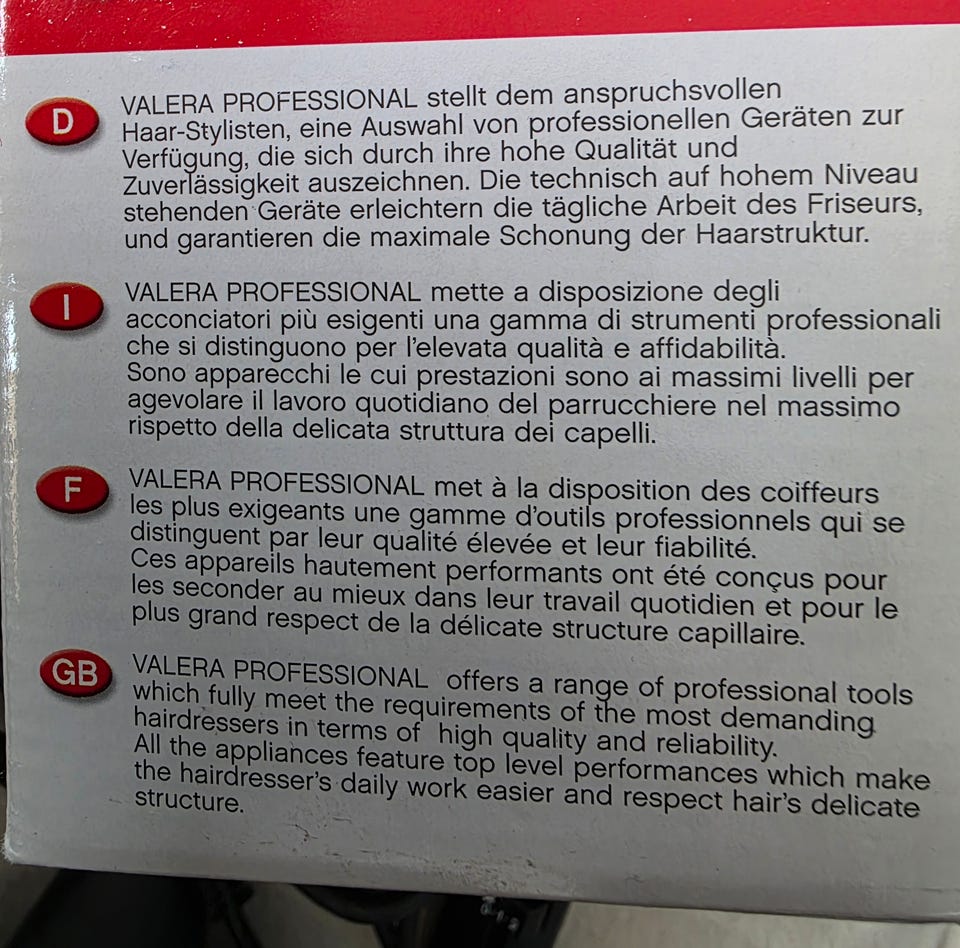 D
VALERA PROFESSIONAL stellt dem anspruchsvollen
Haar-Stylisten, eine Auswahl von professionellen Geräten zur
Verfügung, die sich durch ihre hohe Qualität und
Zuverlässigkeit auszeichnen. Die technisch auf hohem Niveau
stehenden Geräte erleichtern die tägliche Arbeit des Friseurs,
und garantieren die maximale Schonung der Haarstruktur.
I
VALERA PROFESSIONAL mette a disposizione degli
acconciatori più esigenti una gamma di strumenti professionali
che si distinguono per l'elevata qualità e affidabilità.
Sono apparecchi le cui prestazioni sono ai massimi livelli per
agevolare il lavoro quotidiano del parrucchiere nel massimo
rispetto della delicata struttura dei capelli.
F
VALERA PROFESSIONAL met à la disposition des coiffeurs
les plus exigeants une gamme d'outils professionnels qui se
distinguent par leur qualité élevée et leur fiabilité.
Ces appareils hautement performants ont été conçus pour
les seconder au mieux dans leur travail quotidien et pour le
plus grand respect de la délicate structure capillaire.
GB
VALERA PROFESSIONAL offers a range of professional tools
which fully meet the requirements of the most demanding
hairdressers in terms of high quality and reliability.
All the appliances feature top level performances which make
the hairdresser's daily work easier and respect hair's delicate
structure.